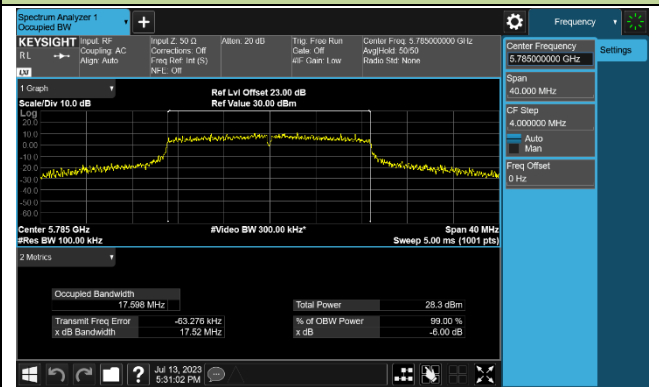 Spectrum Analyzer 1
Occupied BW
Frequency
KEYSIGHT
Input: RF
Input Z: 50 Ω
Atten: 20 dB
Trig: Free Run
Center Freq: 5.785000000 GHz
RL
Coupling: AC
Corrections: Off
Gate: Off
Avg|Hold: 50/50
Align: Auto
Freq Ref: Int (S)
#IF Gain: Low
Radio Std: None
LXI
NFE: Off
Center Frequency
5.785000000 GHz
Settings
Span
40.000 MHz
CF Step
4.000000 MHz
Auto
Man
Freq Offset
0 Hz
1 Graph
Ref Lvl Offset 23.00 dB
Scale/Div 10.0 dB
Ref Value 30.00 dBm
Log
20.0
10.0
0.00
-10.0
-20.0
-30.0
-40.0
-50.0
-60.0
Center 5.785 GHz
#Video BW 300.00 kHz*
Span 40 MHz
#Res BW 100.00 kHz
Sweep 5.00 ms (1001 pts)
2 Metrics
Occupied Bandwidth
17.598 MHz
Total Power
28.3 dBm
Transmit Freq Error
-63.276 kHz
% of OBW Power
99.00 %
x dB Bandwidth
17.52 MHz
x dB
-6.00 dB
?
Jul 13, 2023
5:31:02 PM